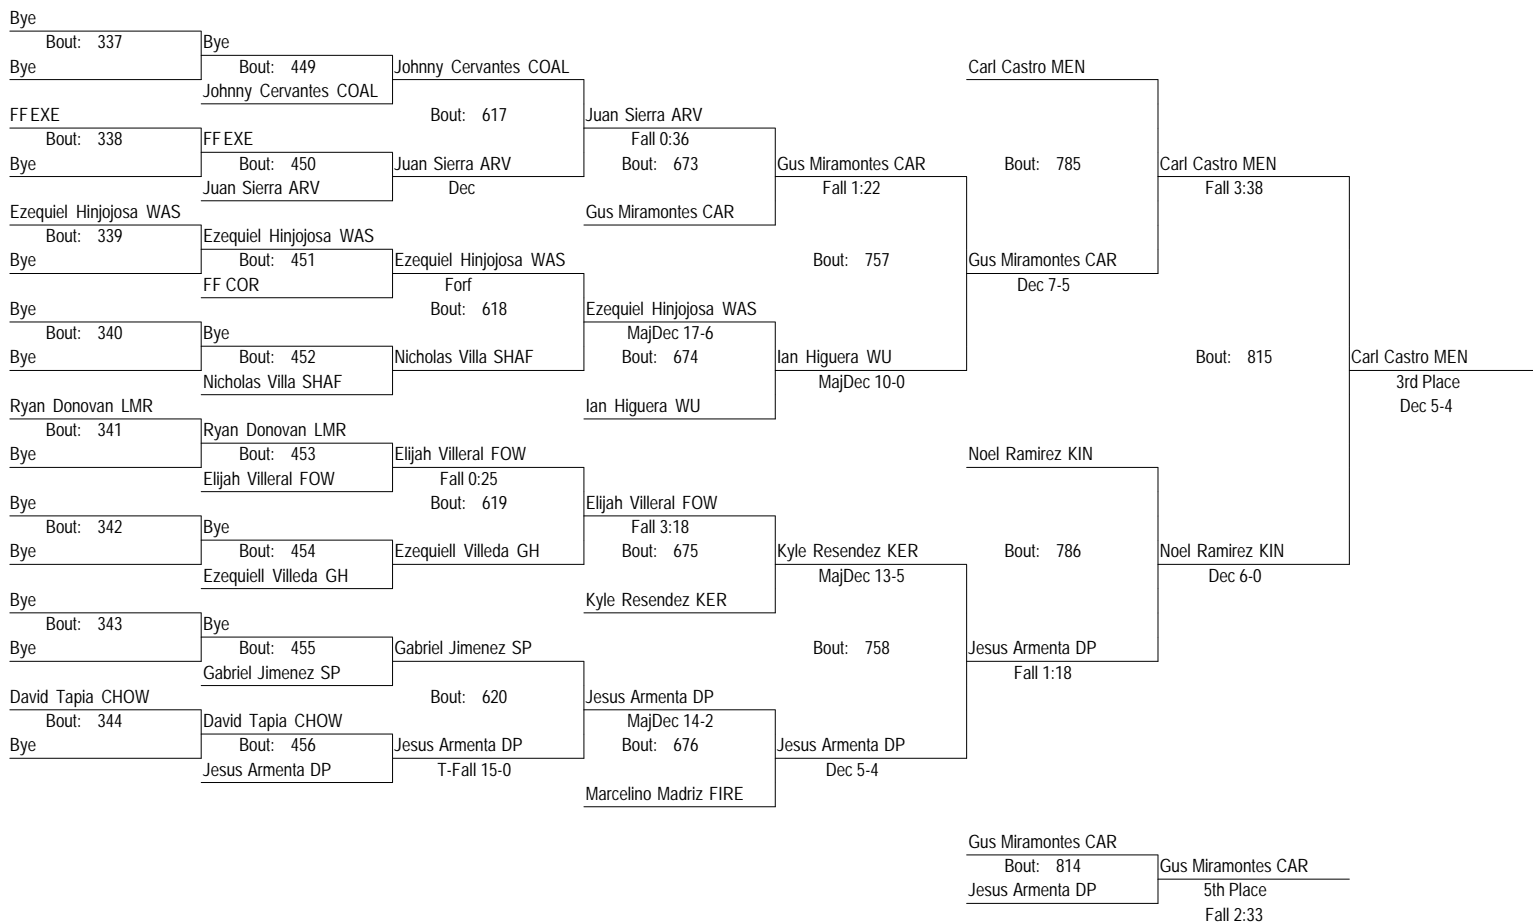 Bye
Bout: 337
Bye
Bye
Bout: 449
Johnny Cervantes COAL
Johnny Cervantes COAL
Carl Castro MEN
FF EXE
Bout: 338
Bye
FF EXE
Bout: 450
Juan Sierra ARV
Bout: 617
Juan Sierra ARV
Dec
Juan Sierra ARV
Fall 0:36
Bout: 673
Gus Miramontes CAR
Gus Miramontes CAR
Fall 1:22
Bout: 785
Carl Castro MEN
Fall 3:38
Ezequiel Hinjojosa WAS
Bout: 339
Bye
Ezequiel Hinjojosa WAS
Bout: 451
FF COR
Ezequiel Hinjojosa WAS
Forf
Bout: 618
Bout: 757
Gus Miramontes CAR
Dec 7-5
Bye
Bout: 340
Bye
Bye
Bout: 452
Nicholas Villa SHAF
Nicholas Villa SHAF
Ezequiel Hinjojosa WAS
MajDec 17-6
Bout: 674
Ian Higuera WU
Ian Higuera WU
MajDec 10-0
Bout: 815
Carl Castro MEN
3rd Place
Dec 5-4
Ryan Donovan LMR
Bout: 341
Bye
Ryan Donovan LMR
Bout: 453
Elijah Villeral FOW
Elijah Villeral FOW
Fall 0:25
Bout: 619
Noel Ramirez KIN
Bye
Bout: 342
Bye
Bye
Bout: 454
Ezequiell Villeda GH
Ezequiell Villeda GH
Elijah Villeral FOW
Fall 3:18
Bout: 675
Kyle Resendez KER
Kyle Resendez KER
MajDec 13-5
Bout: 786
Noel Ramirez KIN
Dec 6-0
Bye
Bout: 343
Bye
Bye
Bout: 455
Gabriel Jimenez SP
Gabriel Jimenez SP
Bout: 620
Bout: 758
Jesus Armenta DP
Fall 1:18
David Tapia CHOW
Bout: 344
Bye
David Tapia CHOW
Bout: 456
Jesus Armenta DP
Jesus Armenta DP
T-Fall 15-0
Jesus Armenta DP
MajDec 14-2
Bout: 676
Marcelino Madriz FIRE
Jesus Armenta DP
Dec 5-4
Gus Miramontes CAR
Bout: 814
Jesus Armenta DP
Gus Miramontes CAR
5th Place
Fall 2:33